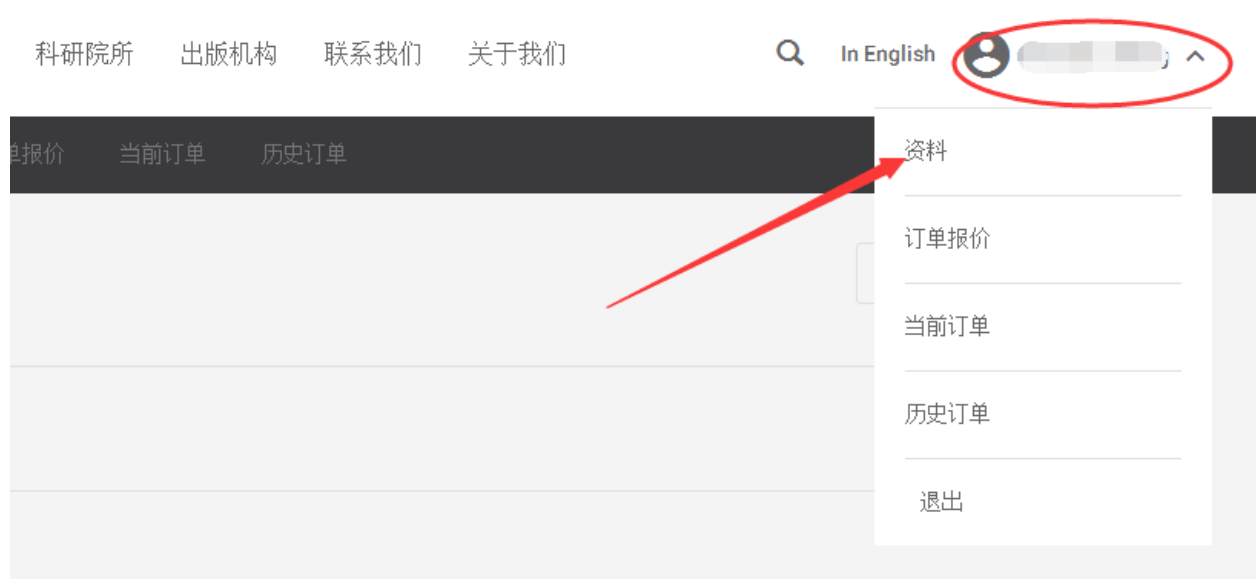 科研院所 出版机构 联系我们 关于我们 In English
单报价 当前订单 历史订单
资料
订单报价
当前订单
历史订单
退出